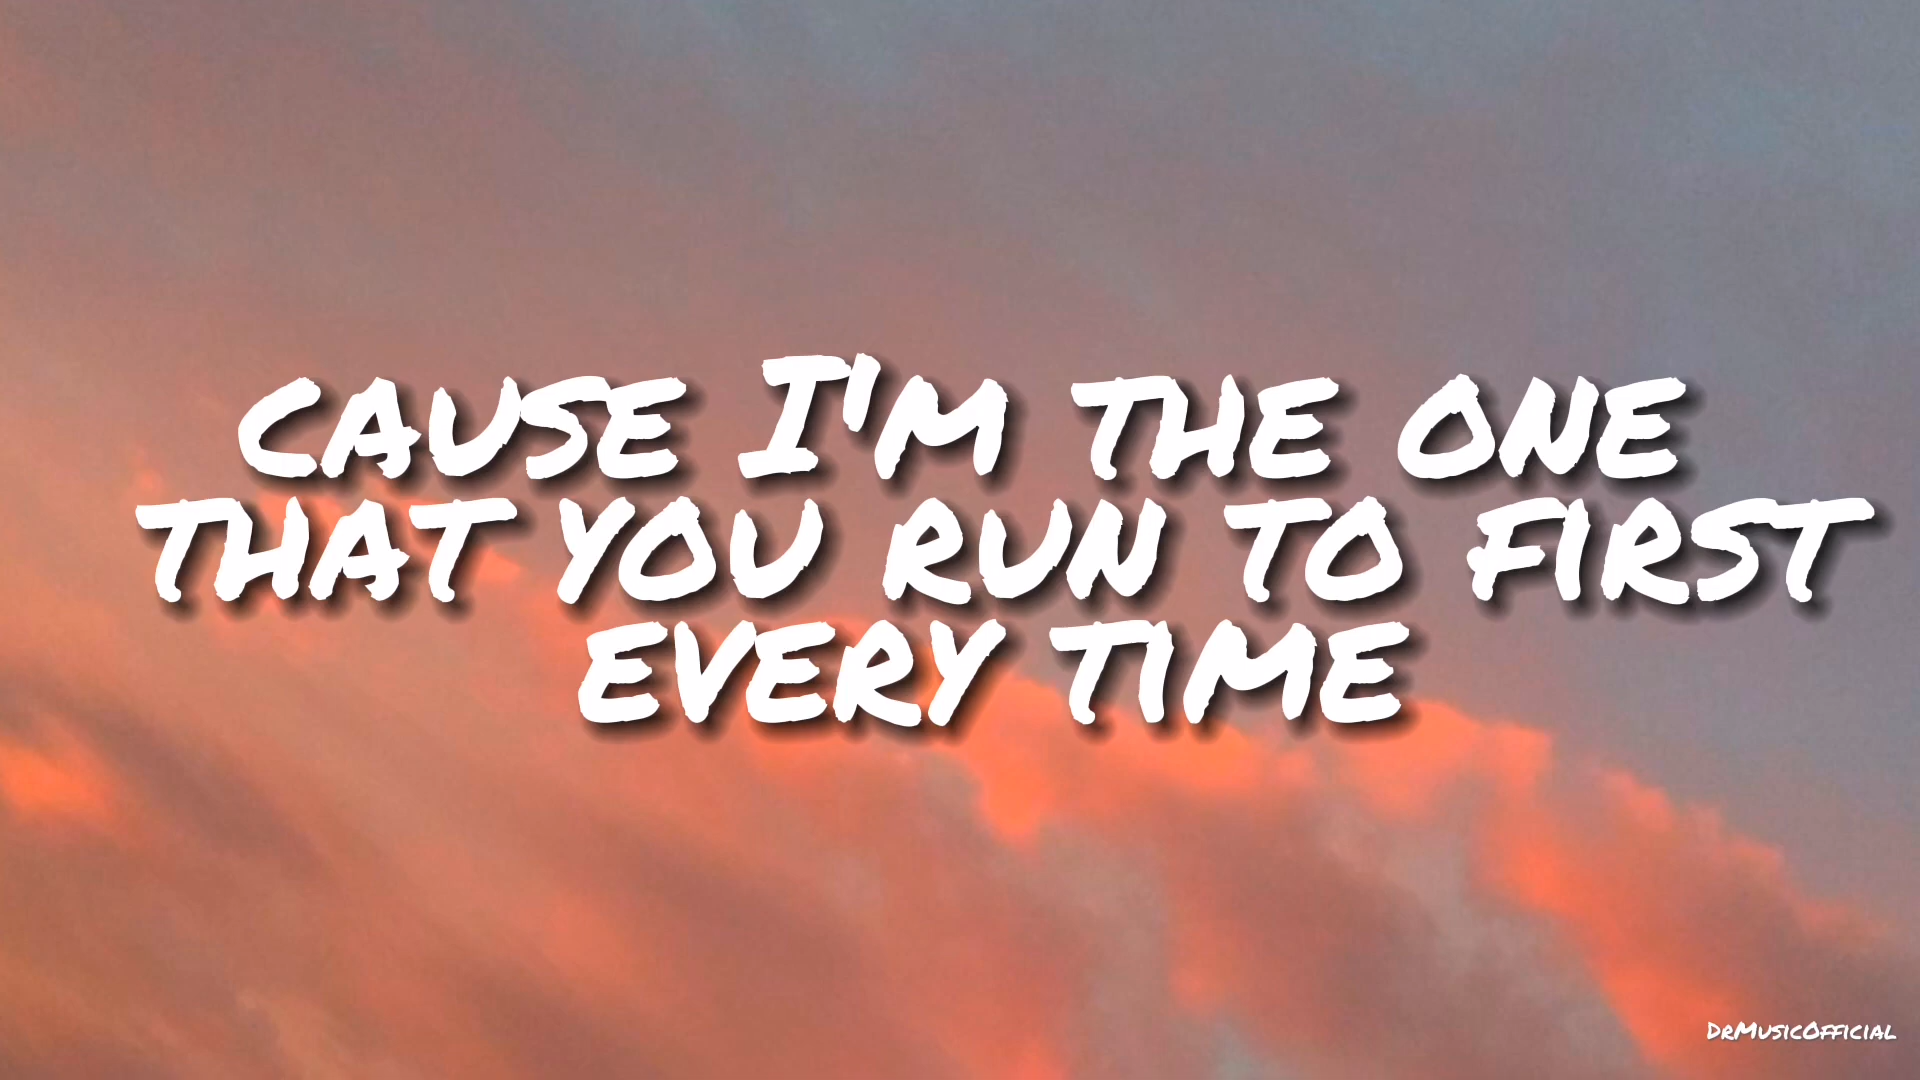 CAUSE I'M THE ONE
THAT YOU RUN TO FIRST
EVERY TIME
DRMUSICOFFICIAL